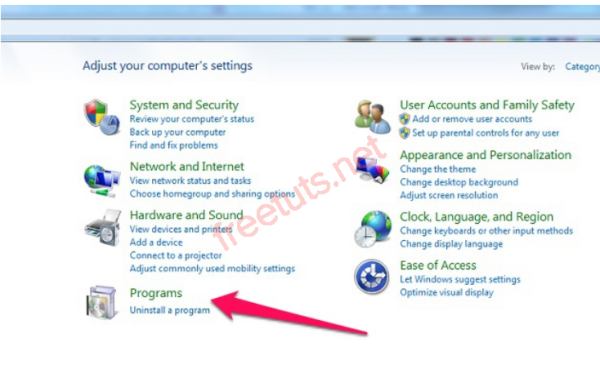 Adjust your computer's settings
View by: Category
System and Security
Review your computer's status
Back up your computer
Find and fix problems
Network and Internet
View network status and tasks
Choose homegroup and sharing options
Hardware and Sound
View devices and printers
Add a device
Connect to a projector
Adjust commonly used mobility settings
Programs
Uninstall a program
User Accounts and Family Safety
Add or remove user accounts
Set up parental controls for any user
Appearance and Personalization
Change the theme
Change desktop background
Adjust screen resolution
Clock, Language, and Region
Change keyboards or other input methods
Change display language
Ease of Access
Let Windows suggest settings
Optimize visual display
freetuts.net